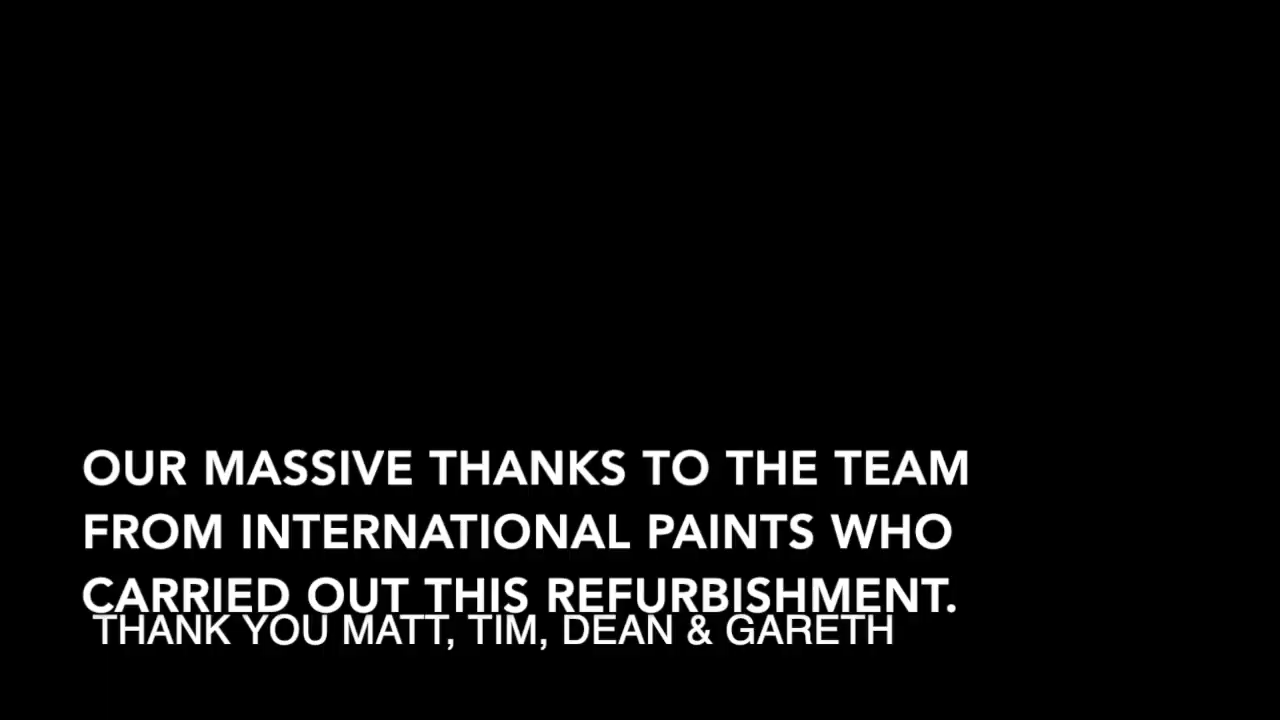 OUR MASSIVE THANKS TO THE TEAM
FROM INTERNATIONAL PAINTS WHO
CARRIED OUT THIS REFURBISHMENT.
THANK YOU MATT, TIM, DEAN & GARETH